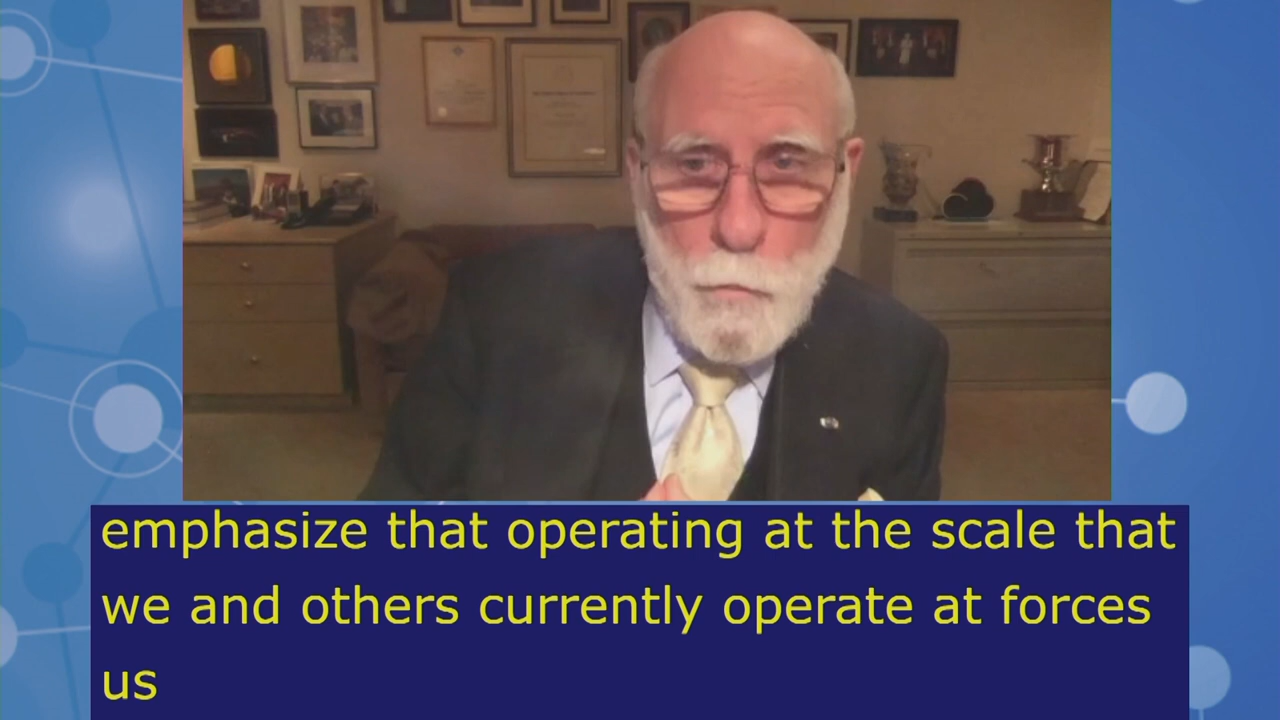 emphasize that operating at the scale that
we and others currently operate at forces
us